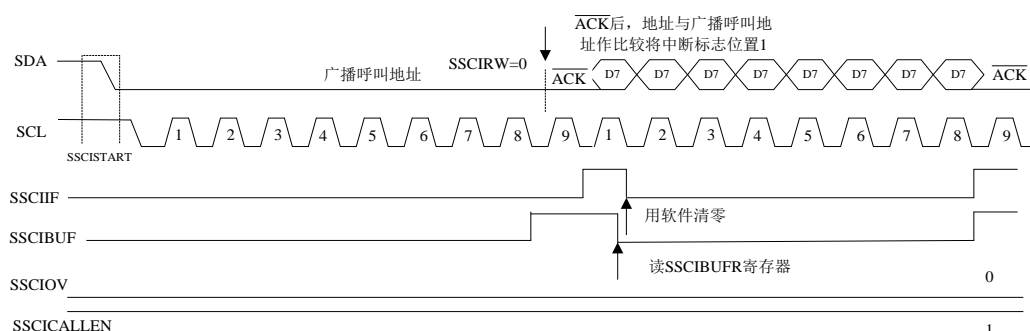 ACK后，地址与广播呼叫地
址作比较将中断标志位置1
SDA
广播呼叫地址
SSCIRW=0
ACK
D7 D7 D7 D7 D7 D7 D7 D7
ACK
SCL
1 2 3 4 5 6 7 8 9 1 2 3 4 5 6 7 8 9
SSCISTART
SSCIIF
用软件清零
SSCIBUF
读SSCIBUFR寄存器
SSCIOV
0
SSCICALLEN
1